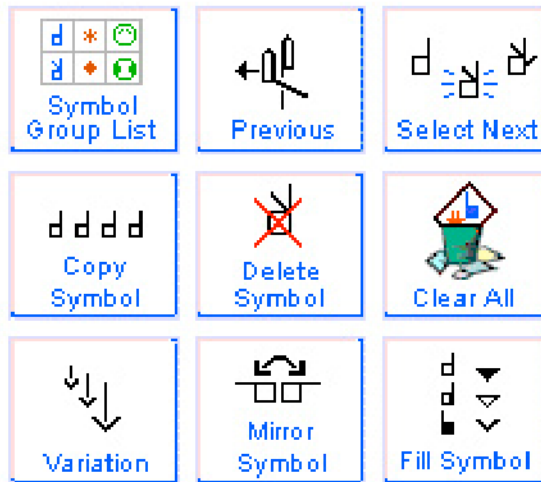 Symbol
Group List
Previous
Select Next
Copy
Symbol
Delete
Symbol
Clear All
Variation
Mirror
Symbol
Fill Symbol